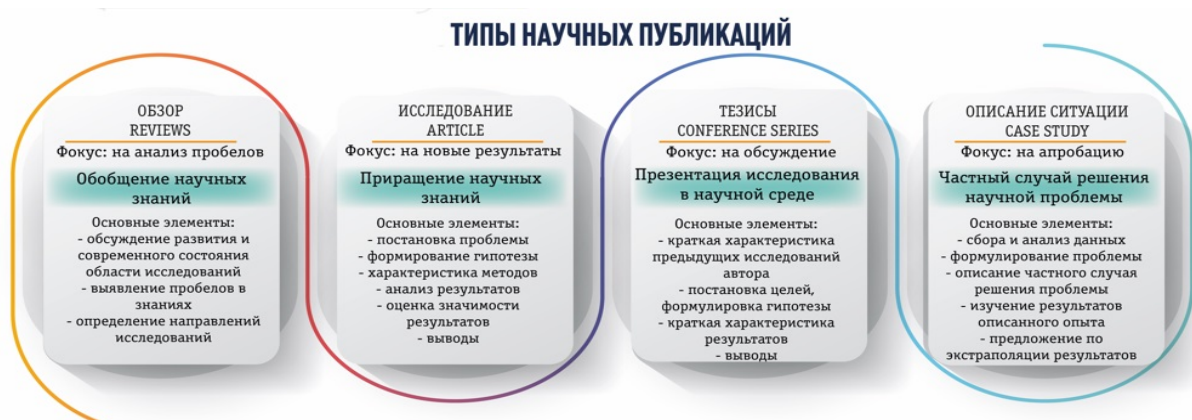 ТИПЫ НАУЧНЫХ ПУБЛИКАЦИЙ
ОБЗОР
REVIEWS
Фокус: на анализ пробелов
Обобщение научных
знаний
Основные элементы:
- обсуждение развития и
современного состояния
области исследований
- выявление пробелов в
знаниях
- определение направлений
исследований
ИССЛЕДОВАНИЕ
ARTICLE
Фокус: на новые результаты
Приращение научных
знаний
Основные элементы:
- постановка проблемы
- формирование гипотезы
- характеристика методов
- анализ результатов
- оценка значимости
результатов
- выводы
ТЕЗИСЫ
CONFERENCE SERIES
Фокус: на обсуждение
Презентация исследования
в научной среде
Основные элементы:
- краткая характеристика
предыдущих исследований
автора
- постановка целей,
формулировка гипотезы
- краткая характеристика
результатов
- выводы
ОПИСАНИЕ СИТУАЦИИ
CASE STUDY
Фокус: на апробацию
Частный случай решения
научной проблемы
Основные элементы:
- сбора и анализ данных
- формулирование проблемы
- описание частного случая
решения проблемы
- изучение результатов
описанного опыта
- предложение по
экстраполяции результатов